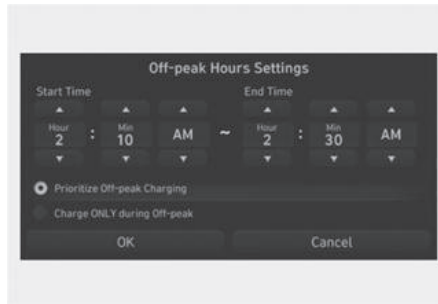 Off-peak Hours Settings
Start Time End Time
Hour Min Hour Min
2 : 10 AM ~ 2 : 30 AM
Prioritize Off-peak Charging
Charge ONLY during Off-peak
OK Cancel